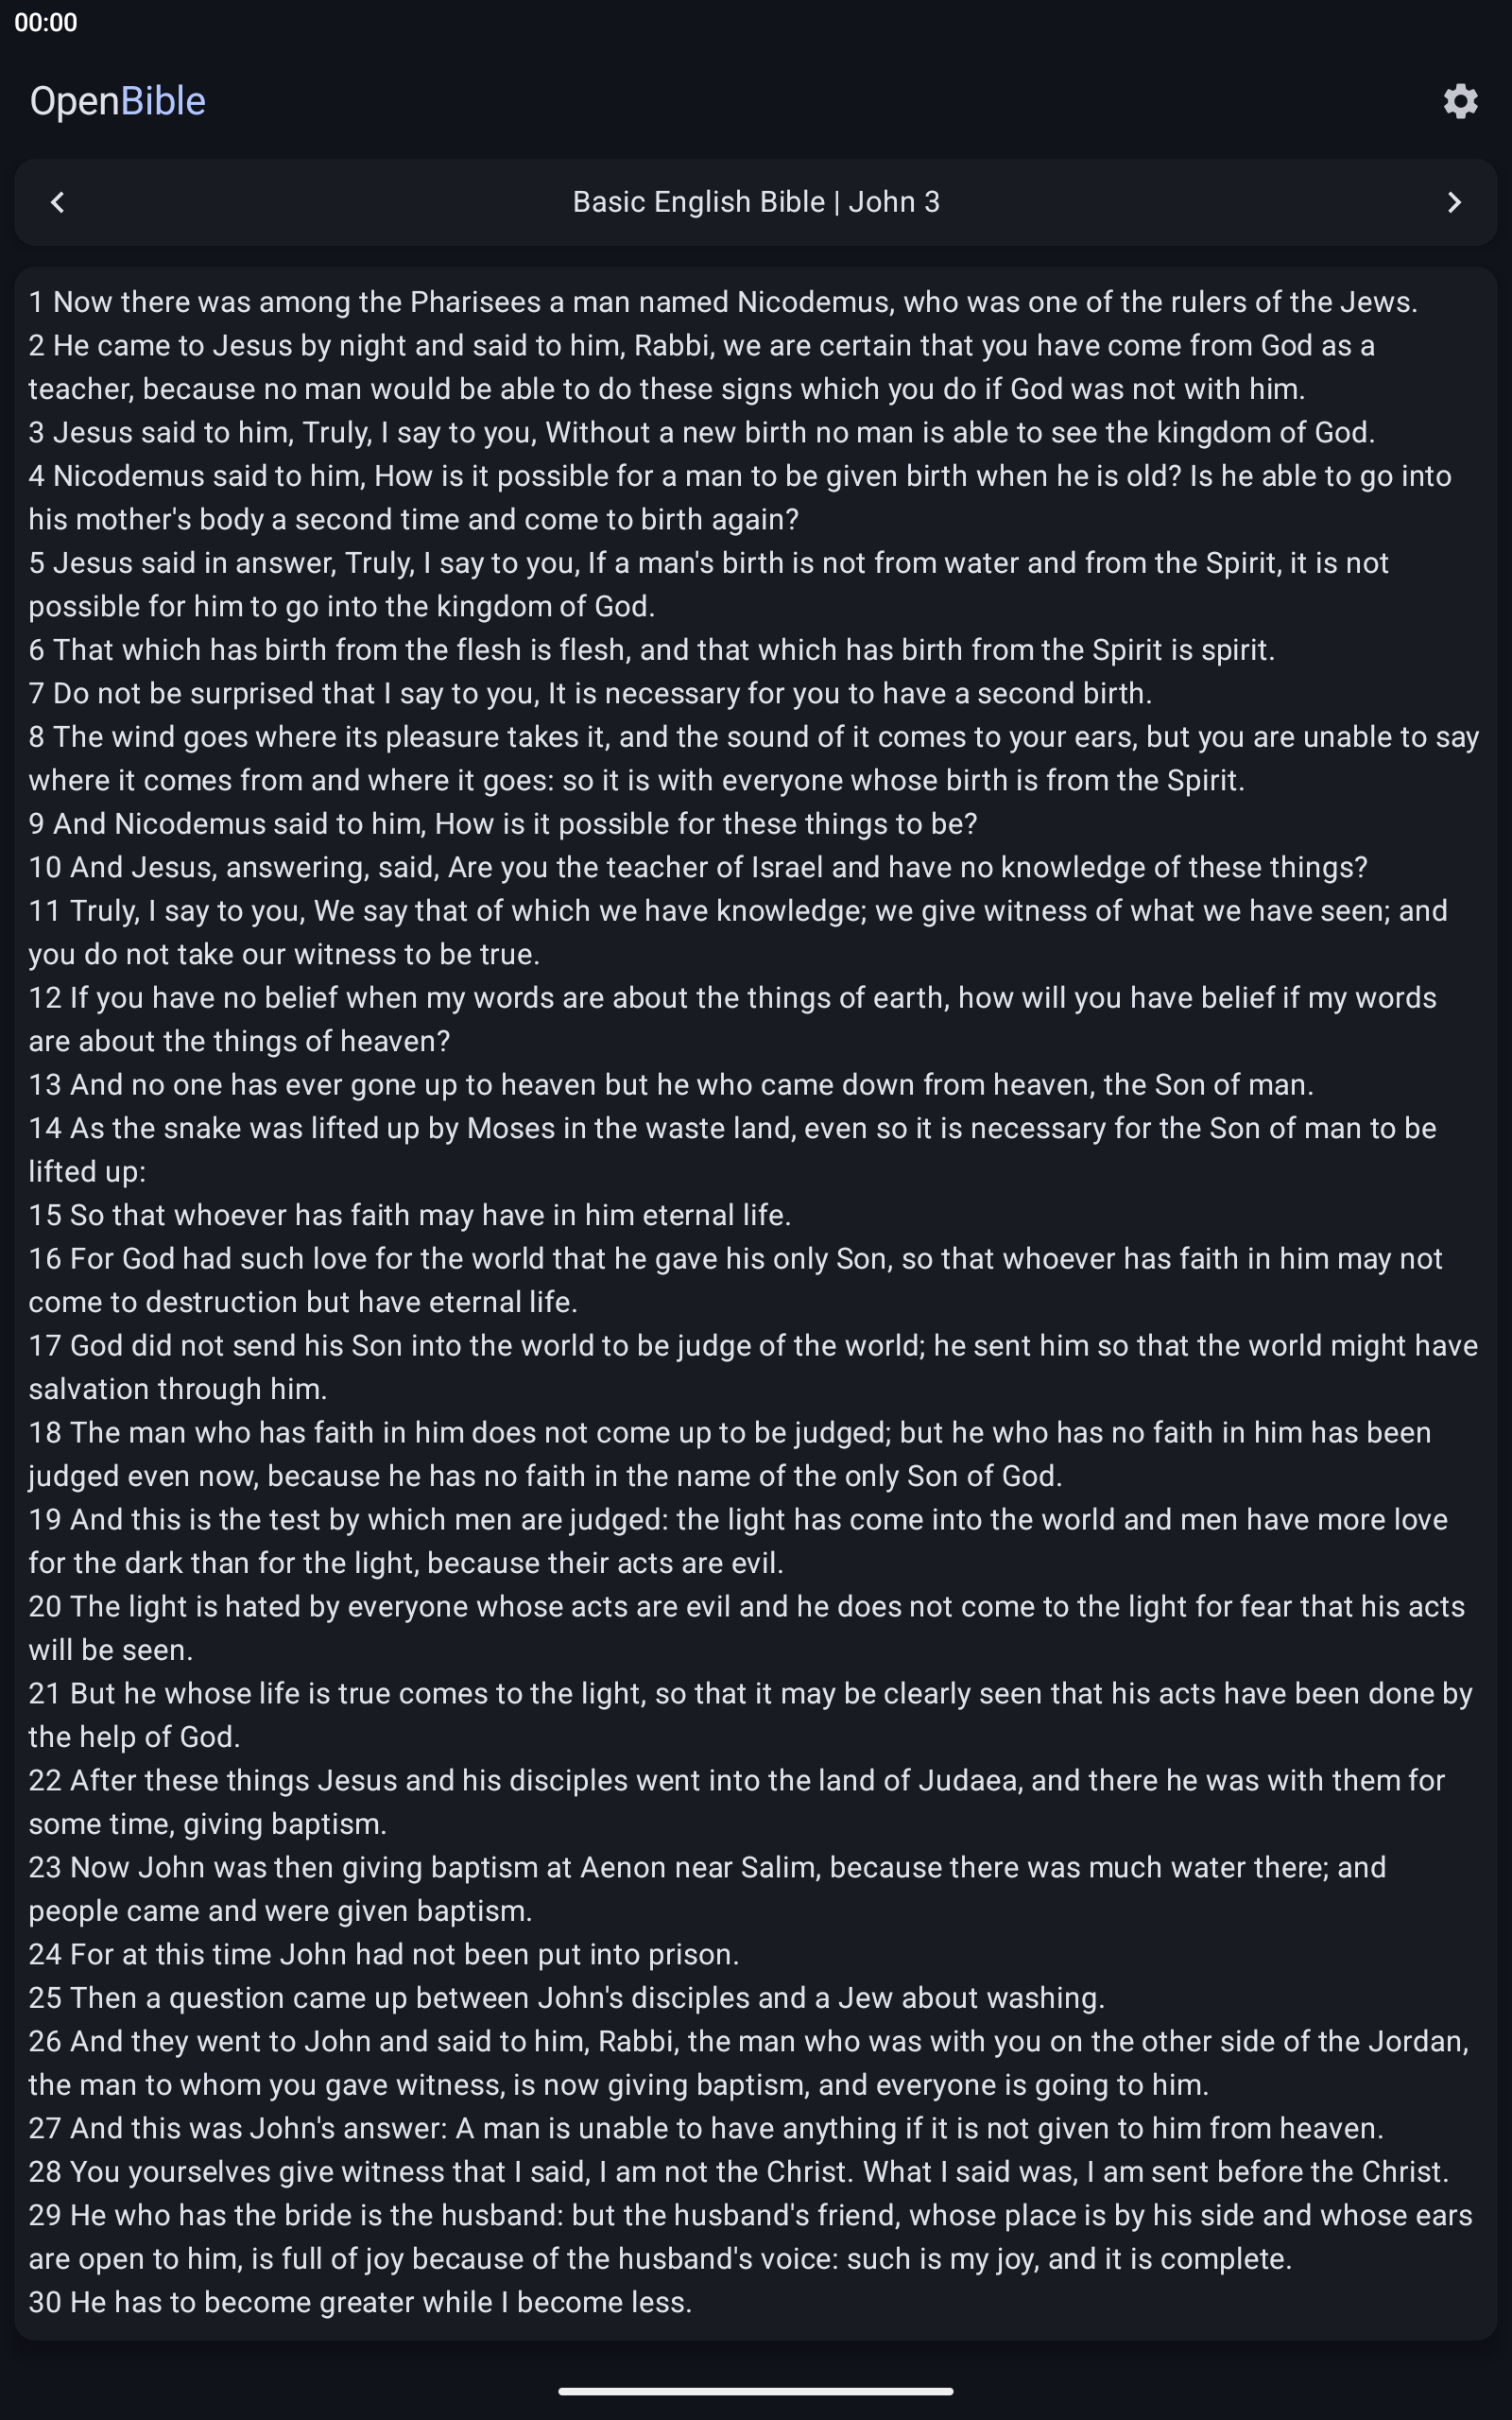 00:00
OpenBible
Basic English Bible | John 3
1 Now there was among the Pharisees a man named Nicodemus, who was one of the rulers of the Jews.
2 He came to Jesus by night and said to him, Rabbi, we are certain that you have come from God as a
teacher, because no man would be able to do these signs which you do if God was not with him.
3 Jesus said to him, Truly, I say to you, Without a new birth no man is able to see the kingdom of God.
4 Nicodemus said to him, How is it possible for a man to be given birth when he is old? Is he able to go into
his mother's body a second time and come to birth again?
5 Jesus said in answer, Truly, I say to you, If a man's birth is not from water and from the Spirit, it is not
possible for him to go into the kingdom of God.
6 That which has birth from the flesh is flesh, and that which has birth from the Spirit is spirit.
7 Do not be surprised that I say to you, It is necessary for you to have a second birth.
8 The wind goes where its pleasure takes it, and the sound of it comes to your ears, but you are unable to say
where it comes from and where it goes: so it is with everyone whose birth is from the Spirit.
9 And Nicodemus said to him, How is it possible for these things to be?
10 And Jesus, answering, said, Are you the teacher of Israel and have no knowledge of these things?
11 Truly, I say to you, We say that of which we have knowledge; we give witness of what we have seen; and
you do not take our witness to be true.
12 If you have no belief when my words are about the things of earth, how will you have belief if my words
are about the things of heaven?
13 And no one has ever gone up to heaven but he who came down from heaven, the Son of man.
14 As the snake was lifted up by Moses in the waste land, even so it is necessary for the Son of man to be
lifted up:
15 So that whoever has faith may have in him eternal life.
16 For God had such love for the world that he gave his only Son, so that whoever has faith in him may not
come to destruction but have eternal life.
17 God did not send his Son into the world to be judge of the world; he sent him so that the world might have
salvation through him.
18 The man who has faith in him does not come up to be judged; but he who has no faith in him has been
judged even now, because he has no faith in the name of the only Son of God.
19 And this is the test by which men are judged: the light has come into the world and men have more love
for the dark than for the light, because their acts are evil.
20 The light is hated by everyone whose acts are evil and he does not come to the light for fear that his acts
will be seen.
21 But he whose life is true comes to the light, so that it may be clearly seen that his acts have been done by
the help of God.
22 After these things Jesus and his disciples went into the land of Judaea, and there he was with them for
some time, giving baptism.
23 Now John was then giving baptism at Aenon near Salim, because there was much water there; and
people came and were given baptism.
24 For at this time John had not been put into prison.
25 Then a question came up between John's disciples and a Jew about washing.
26 And they went to John and said to him, Rabbi, the man who was with you on the other side of the Jordan,
the man to whom you gave witness, is now giving baptism, and everyone is going to him.
27 And this was John's answer: A man is unable to have anything if it is not given to him from heaven.
28 You yourselves give witness that I said, I am not the Christ. What I said was, I am sent before the Christ.
29 He who has the bride is the husband: but the husband's friend, whose place is by his side and whose ears
are open to him, is full of joy because of the husband's voice: such is my joy, and it is complete.
30 He has to become greater while I become less.